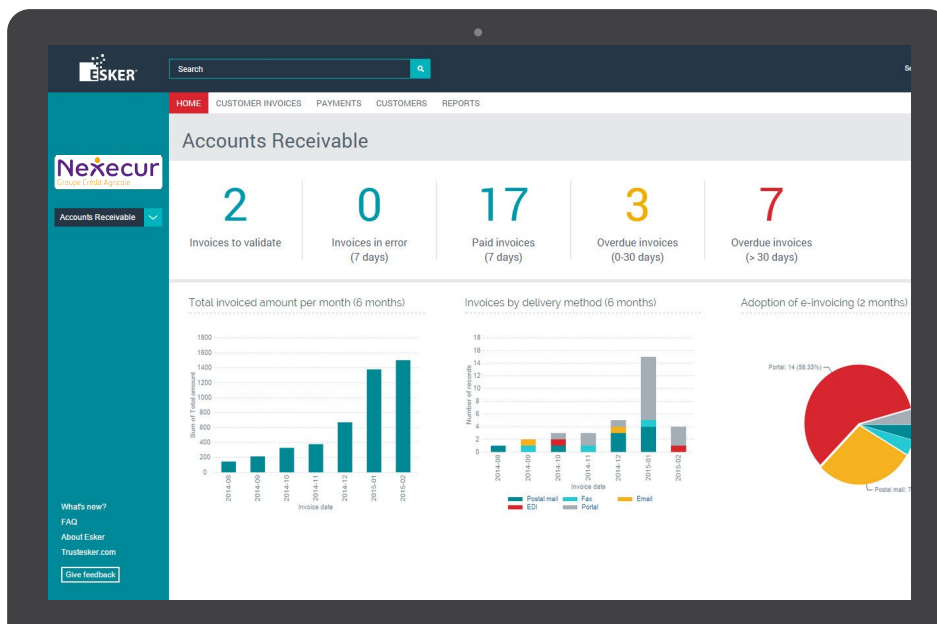 ESKER
Search
HOME CUSTOMER INVOICES PAYMENTS CUSTOMERS REPORTS
Accounts Receivable
Nexecur
Groupe Crédit Agricole
Accounts Receivable
2 0 17 3 7
Invoices to validate
Invoices in error
(7 days)
Paid invoices
(7 days)
Overdue invoices
(0-30 days)
Overdue invoices
(> 30 days)
Total invoiced amount per month (6 months)
1800
1600
1400
1200
1000
800
600
400
200
0
Sum of Total amount
2014-08 2014-09 2014-10 2014-11 2014-12 2015-01 2015-02
Invoice date
Invoices by delivery method (6 months)
18
16
14
12
10
8
6
4
2
0
Number of records
2014-08 2014-09 2014-10 2014-11 2014-12 2015-01 2015-02
Invoice date
Postal mail Fax Email
EDI Portal
Adoption of e-invoicing (2 months)
Portal: 14 (58.33%)
Postal mail: 7
What's new?
FAQ
About Esker
Trustesker.com
Give feedback